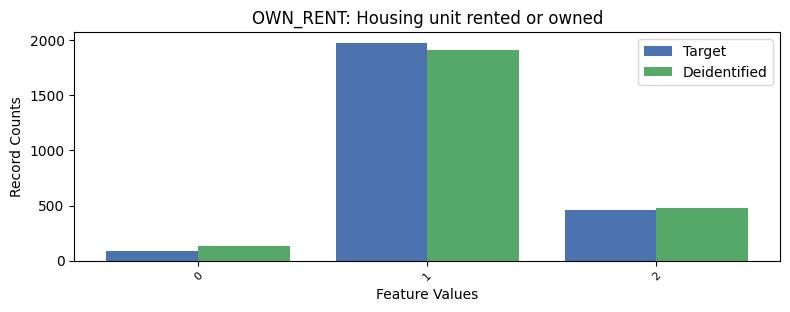 OWN_RENT: Housing unit rented or owned
2000
1500
1000
500
0
Record Counts
Target
Deidentified
0
1
2
Feature Values